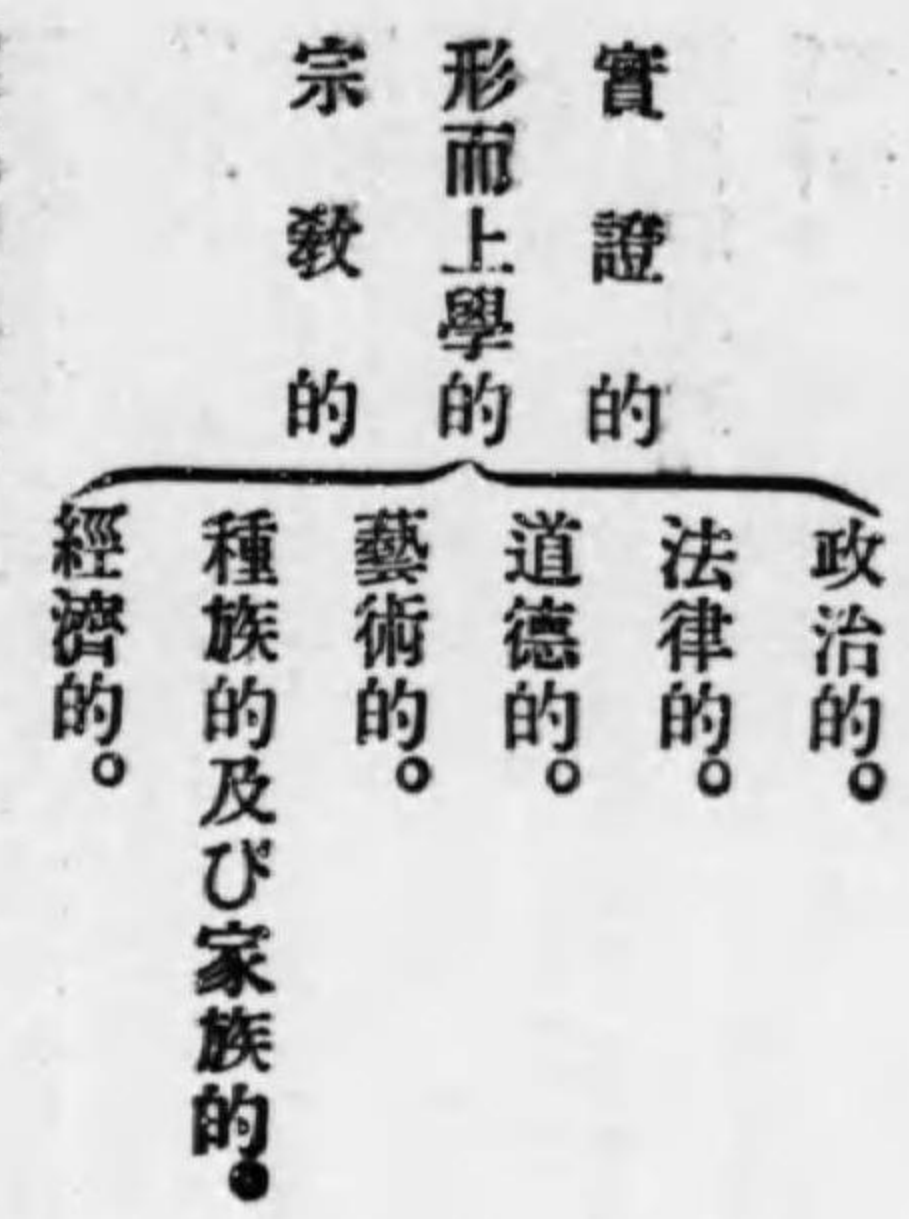 實證的
形而上學的
宗教的
政治的。
法律的。
道德的。
藝術的。
種族的及び家族的。
經濟的。